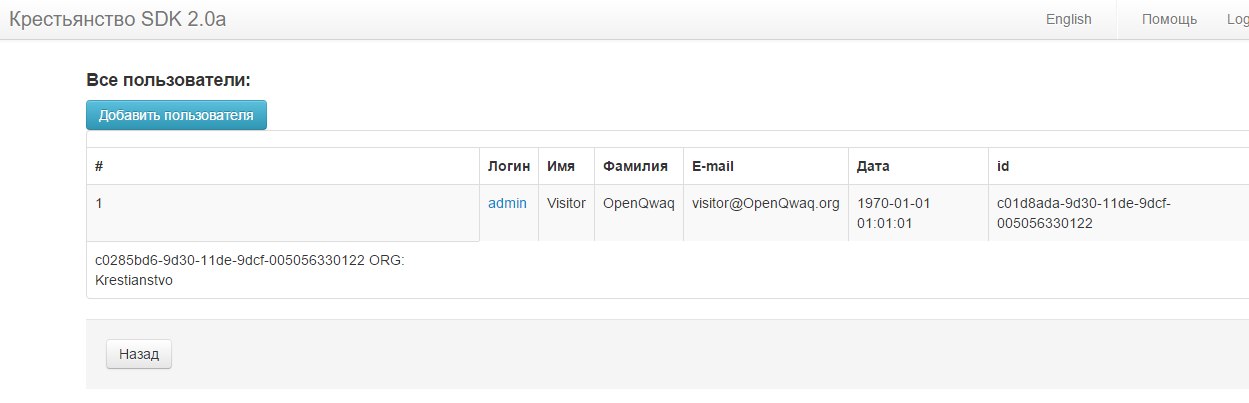 Крестьянство SDK 2.0a English Помощь Log
Все пользователи:
Добавить пользователя
# Логин Имя Фамилия E-mail Дата id
1 admin Visitor OpenQwaq visitor@OpenQwaq.org 1970-01-01 c01d8ada-9d30-11de-9dcf-
01:01:01 005056330122
c0285bd6-9d30-11de-9dcf-005056330122 ORG:
Krestianstvo
Назад